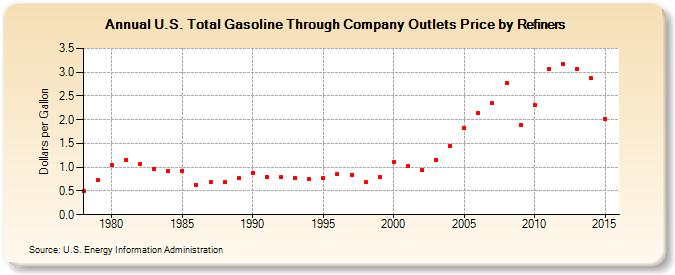 Annual U.S. Total Gasoline Through Company Outlets Price by Refiners
Dollars per Gallon
3.5
3.0
2.5
2.0
1.5
1.0
0.5
0.0
1980 1985 1990 1995 2000 2005 2010 2015
Source: U.S. Energy Information Administration